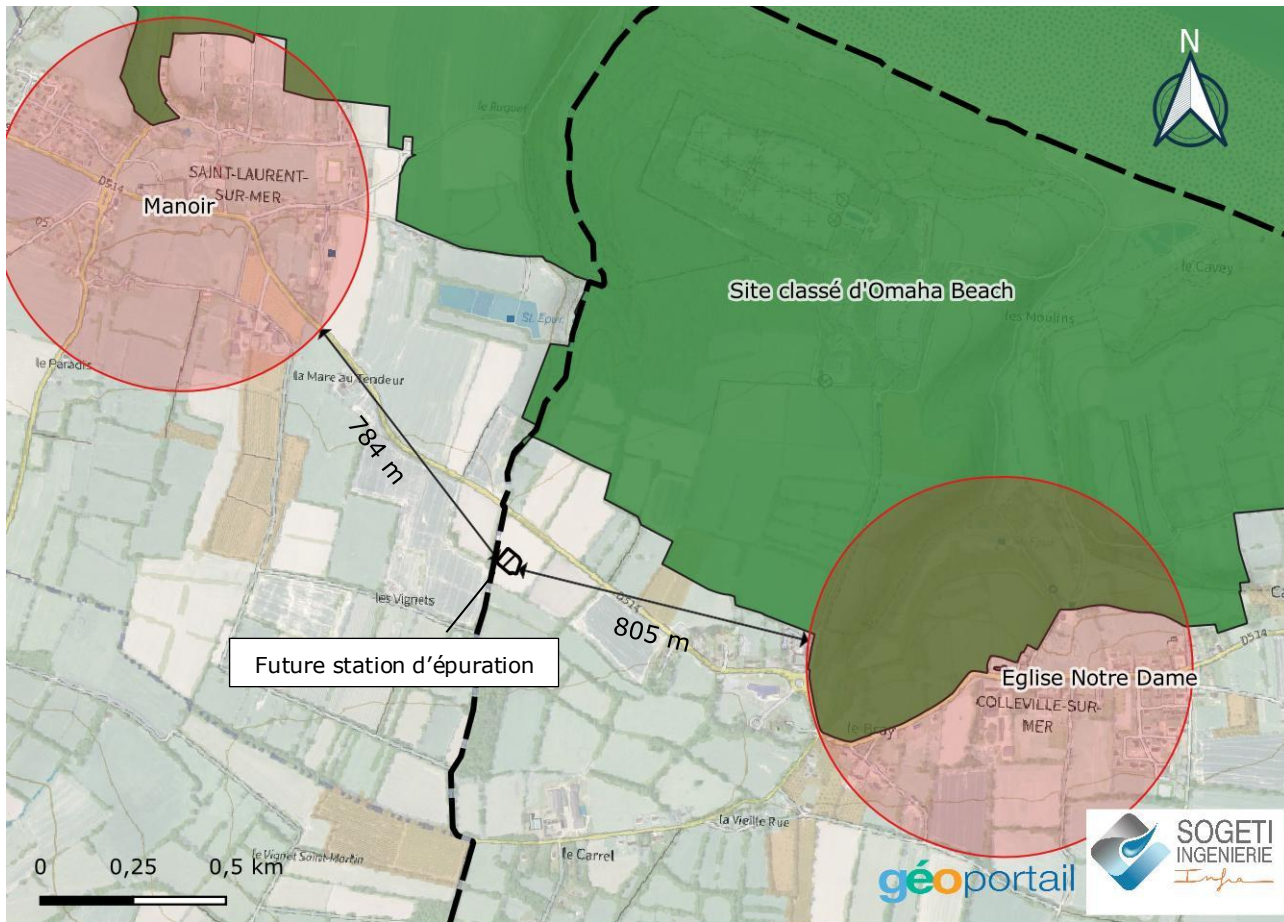 N
le Ruquet
SAINT-LAURENT-
SUR-MER
D514
Manoir
D5
le Cavey
Site classé d'Omaha Beach
les Moulins
St. Epur.
le Paradis
la Mare au Tendeur
784 m
les Vignets
D514
805 m
Future station d'épuration
Eglise Notre Dame
D514
COLLEVILLE-SUR-
MER
le Bray
la Vieille Rue
le Carrel
le Vignet Saint-Martin
0 0,25 0,5 km
géoportail
SOGETI
INGENIERIE
Infra